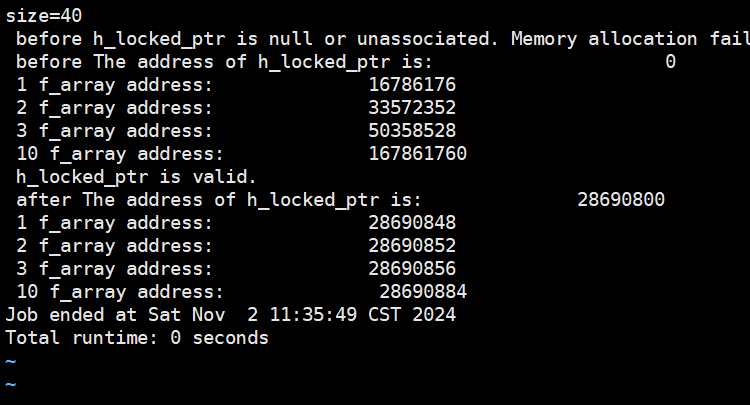 size=40
before h_locked_ptr is null or unassociated. Memory allocation fail
before The address of h_locked_ptr is: 0
1 f_array address: 16786176
2 f_array address: 33572352
3 f_array address: 50358528
10 f_array address: 167861760
h_locked_ptr is valid.
after The address of h_locked_ptr is: 28690800
1 f_array address: 28690848
2 f_array address: 28690852
3 f_array address: 28690856
10 f_array address: 28690884
Job ended at Sat Nov  2 11:35:49 CST 2024
Total runtime: 0 seconds
~
~